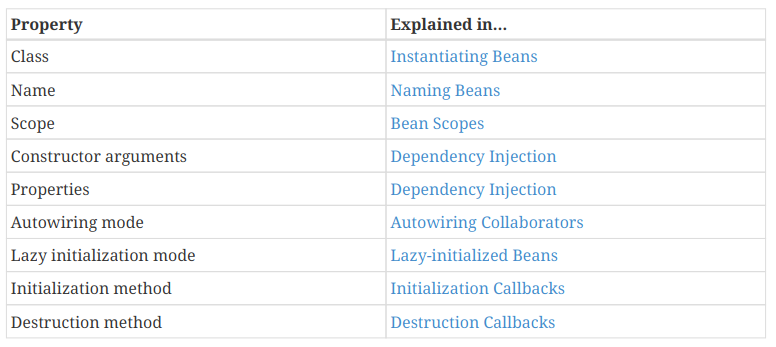 Property Explained in...
Class Instantiating Beans
Name Naming Beans
Scope Bean Scopes
Constructor arguments Dependency Injection
Properties Dependency Injection
Autowiring mode Autowiring Collaborators
Lazy initialization mode Lazy-initialized Beans
Initialization method Initialization Callbacks
Destruction method Destruction Callbacks